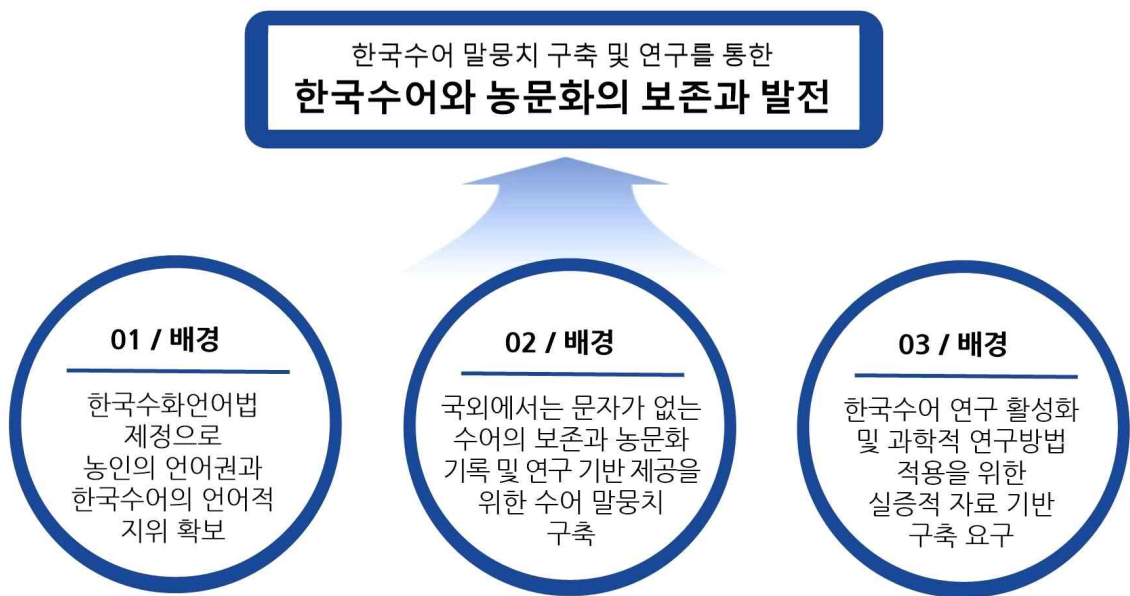 한국수어 말뭉치 구축 및 연구를 통한
한국수어와 농문화의 보존과 발전
01 / 배경
한국수화언어법
제정으로
농인의 언어권과
한국수어의 언어적
지위 확보
02 / 배경
국외에서는 문자가 없는
수어의 보존과 농문화
기록 및 연구 기반 제공을
위한 수어 말뭉치
구축
03 / 배경
한국수어 연구 활성화
및 과학적 연구방법
적용을 위한
실증적 자료 기반
구축 요구